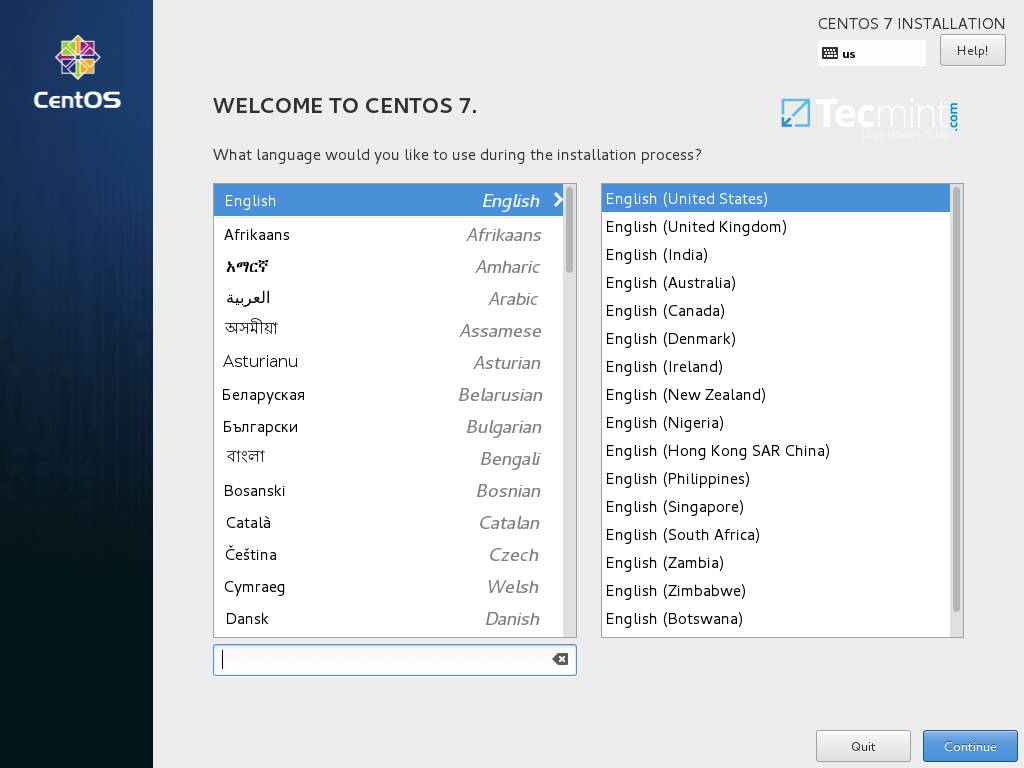 CENTOS 7 INSTALLATION
us
Help!
CentOS
WELCOME TO CENTOS 7.
Tecmint.com
What language would you like to use during the installation process?
English English
Afrikaans Afrikaans
አማርኛ Amharic
العربية Arabic
অসমীয়া Assamese
Asturianu Asturian
Беларуская Belarusian
Български Bulgarian
বাংলা Bengali
Bosanski Bosnian
Català Catalan
Čeština Czech
Cymraeg Welsh
Dansk Danish
English (United States)
English (United Kingdom)
English (India)
English (Australia)
English (Canada)
English (Denmark)
English (Ireland)
English (New Zealand)
English (Nigeria)
English (Hong Kong SAR China)
English (Philippines)
English (Singapore)
English (South Africa)
English (Zambia)
English (Zimbabwe)
English (Botswana)
Quit
Continue